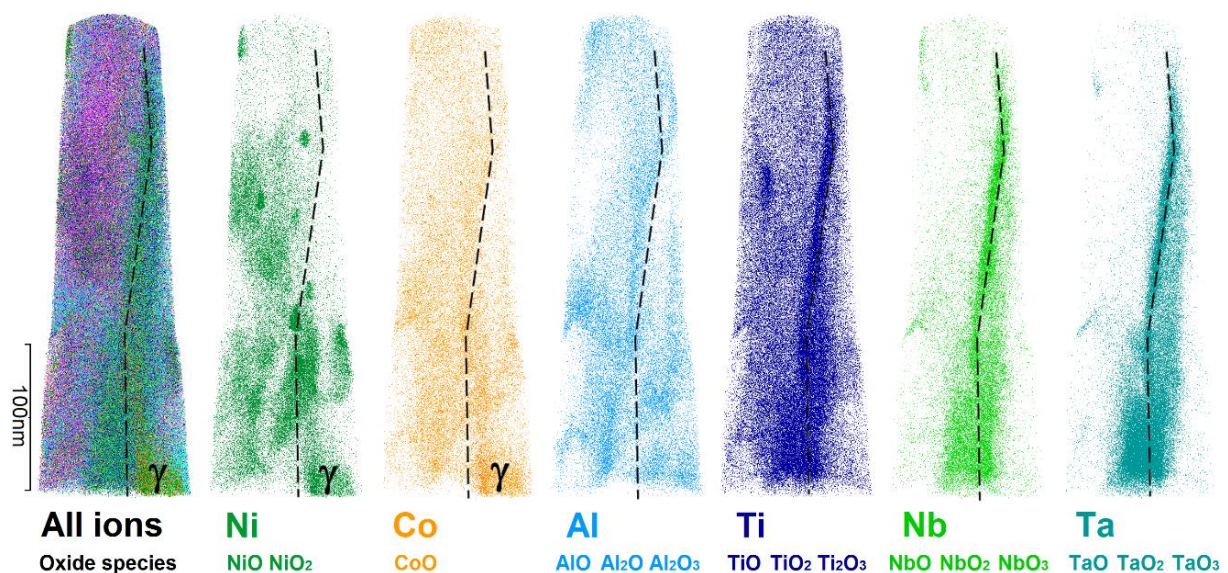 100nm
γ γ γ
All ions Ni Co Al Ti Nb Ta
Oxide species NiO NiO₂ CoO AlO Al₂O Al₂O₃ TiO TiO₂ Ti₂O₃ NbO NbO₂ NbO₃ TaO TaO₂ TaO₃